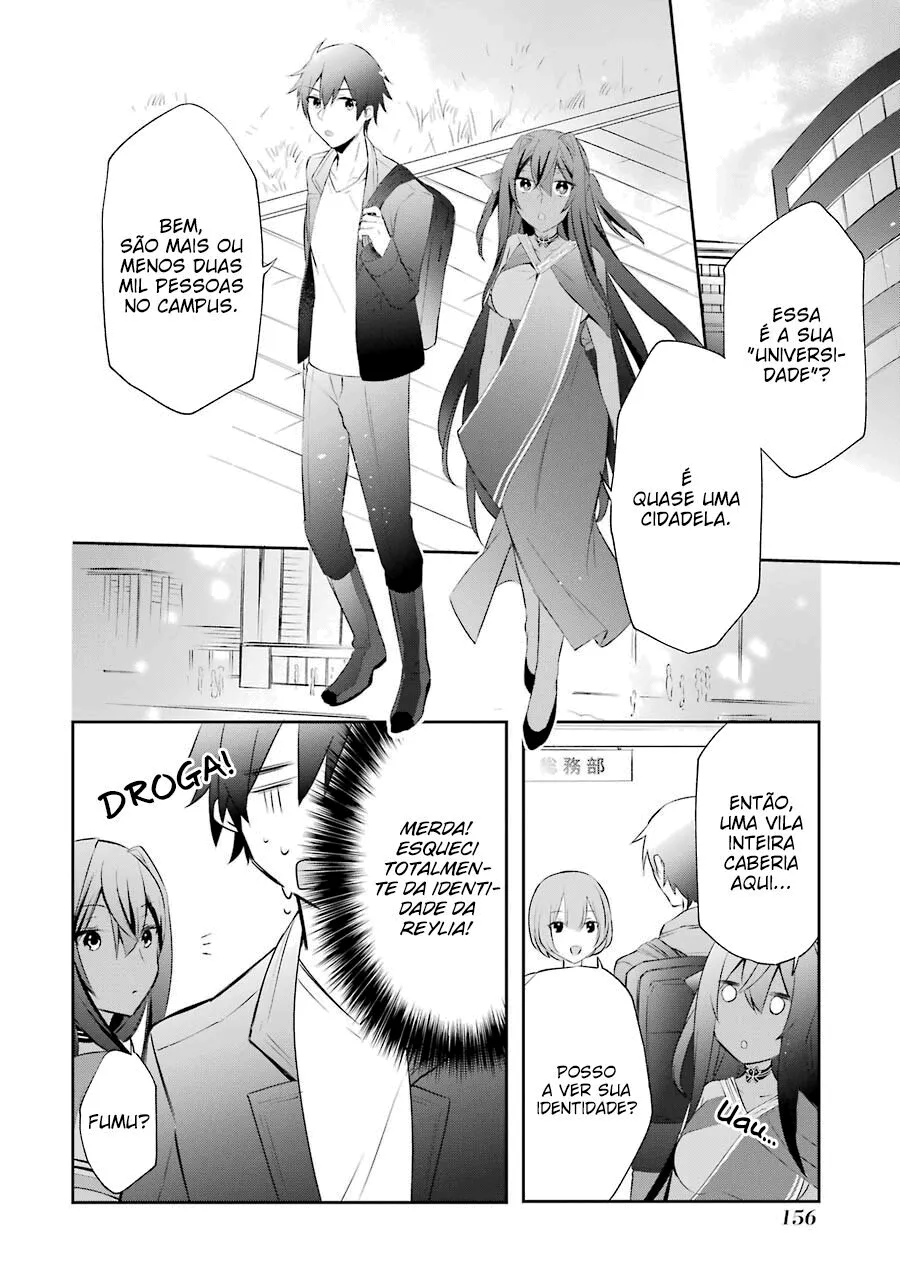 ESSA
É A SUA
"UNIVERSI-
DADE"?
É
QUASE UMA
CIDADELA.
BEM,
SÃO MAIS OU
MENOS DUAS
MIL PESSOAS
NO CAMPUS.
総務部
ENTÃO,
UMA VILA
INTEIRA
CABERIA
AQUI...
UAU...
POSSO
A VER SUA
IDENTIDADE?
MERDA!
ESQUECI
TOTALMEN-
TE DA IDENTI-
DADE DA
REYLIA!
DROGA!
FUMU?
156